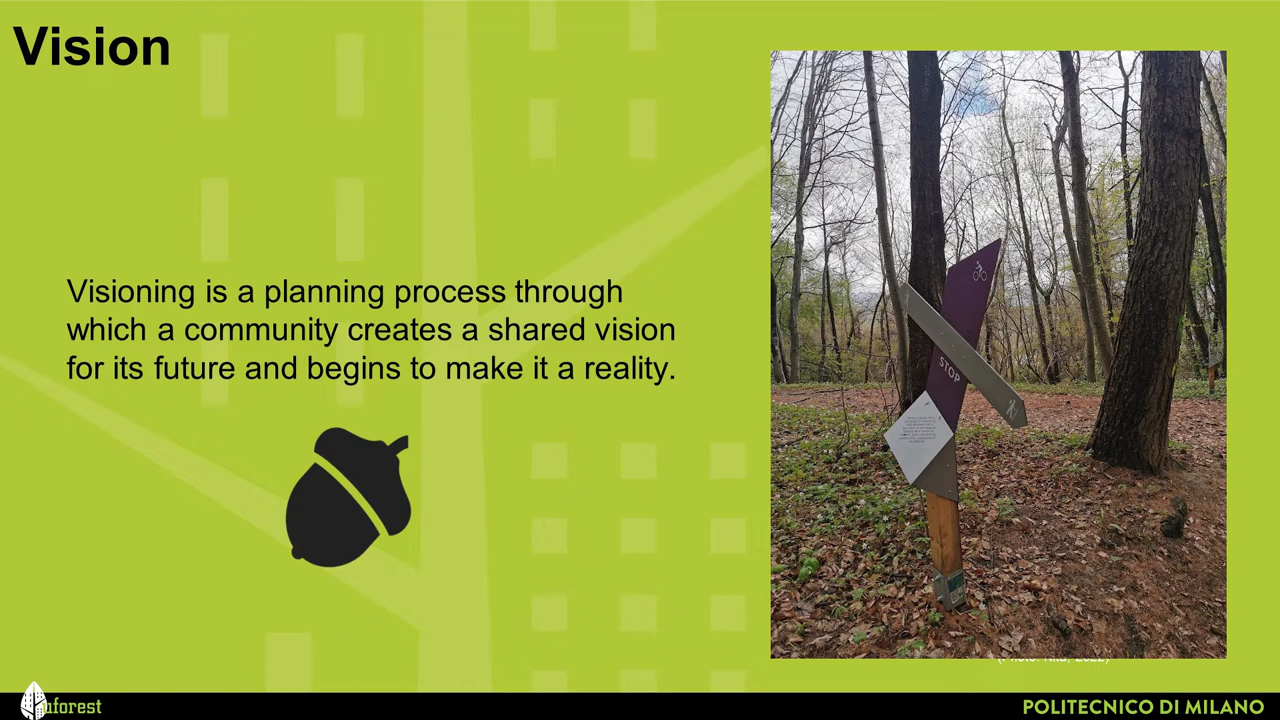 Vision
Visioning is a planning process through
which a community creates a shared vision
for its future and begins to make it a reality.
STOP
uforest
POLITECNICO DI MILANO